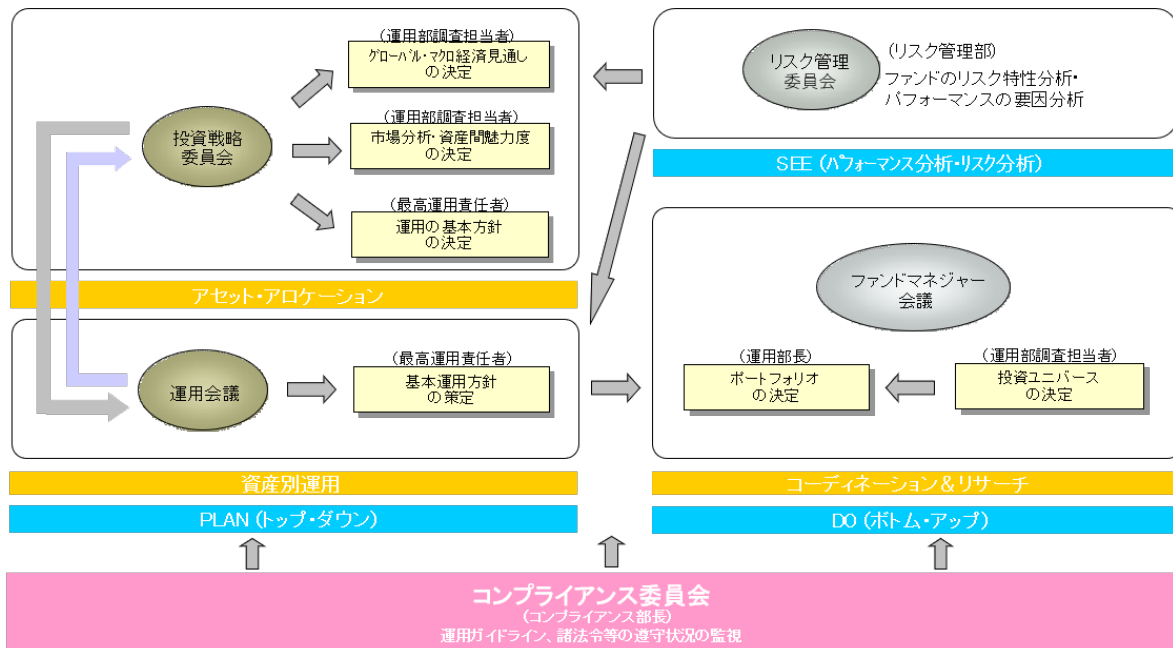 (運用部調査担当者)
グローバル・マクロ経済見通し
の決定
投資戦略
委員会
(運用部調査担当者)
市場分析・資産間魅力度
の決定
(最高運用責任者)
運用の基本方針
の決定
アセット・アロケーション
運用会議
(最高運用責任者)
基本運用方針
の策定
資産別運用
PLAN (トップ・ダウン)
リスク管理
委員会
(リスク管理部)
ファンドのリスク特性分析・
パフォーマンスの要因分析
SEE (パフォーマンス分析・リスク分析)
ファンドマネジャー
会議
(運用部長)
ポートフォリオ
の決定
(運用部調査担当者)
投資ユニバース
の決定
コーディネーション＆リサーチ
DO (ボトム・アップ)
コンプライアンス委員会
(コンプライアンス部長)
運用ガイドライン、諸法令等の遵守状況の監視